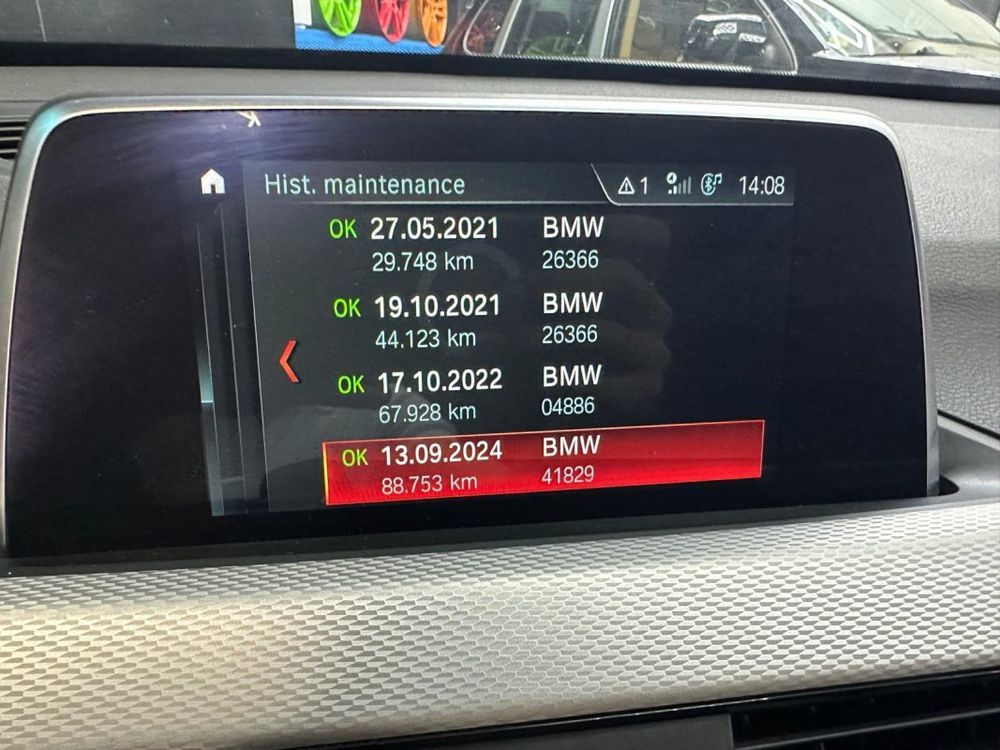 Hist. maintenance 1 14:08
OK 27.05.2021 BMW
29.748 km 26366
OK 19.10.2021 BMW
44.123 km 26366
OK 17.10.2022 BMW
67.928 km 04886
OK 13.09.2024 BMW
88.753 km 41829